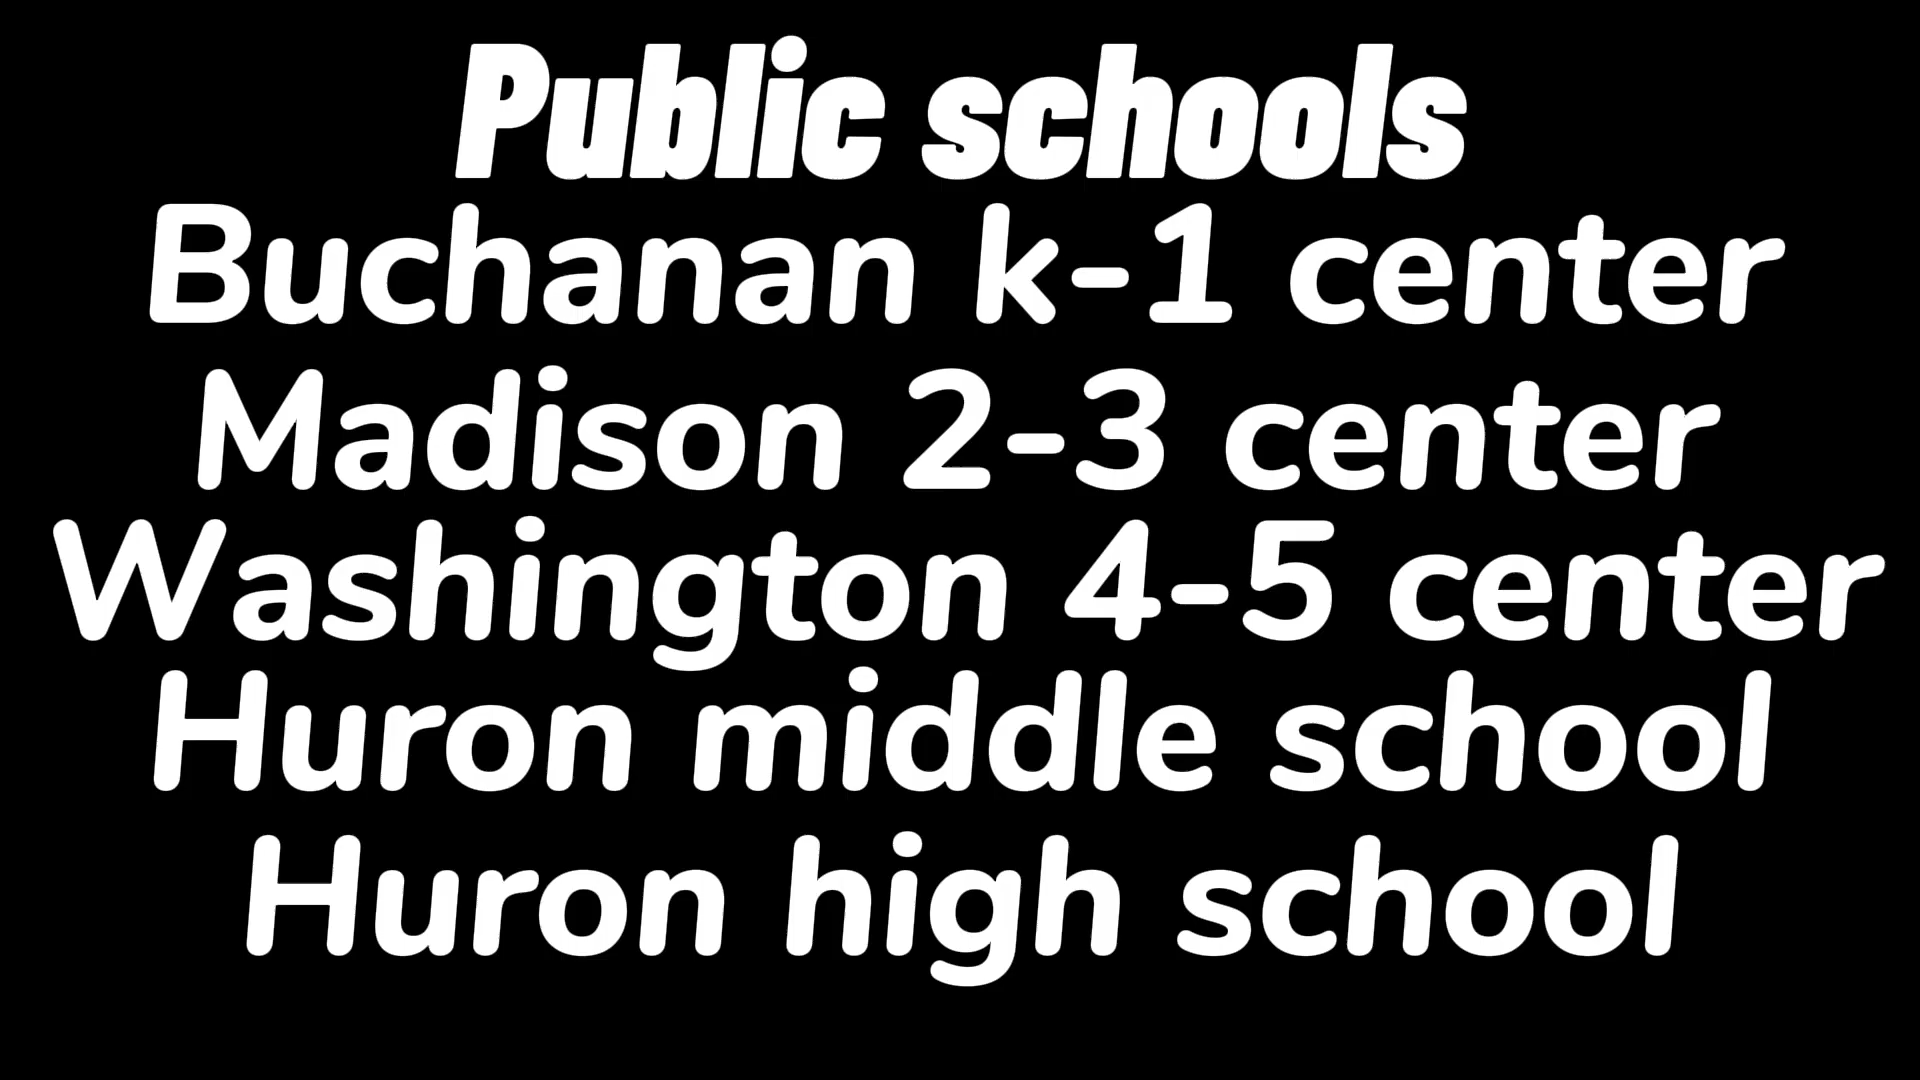 Public schools
Buchanan k-1 center
Madison 2-3 center
Washington 4-5 center
Huron middle school
Huron high school